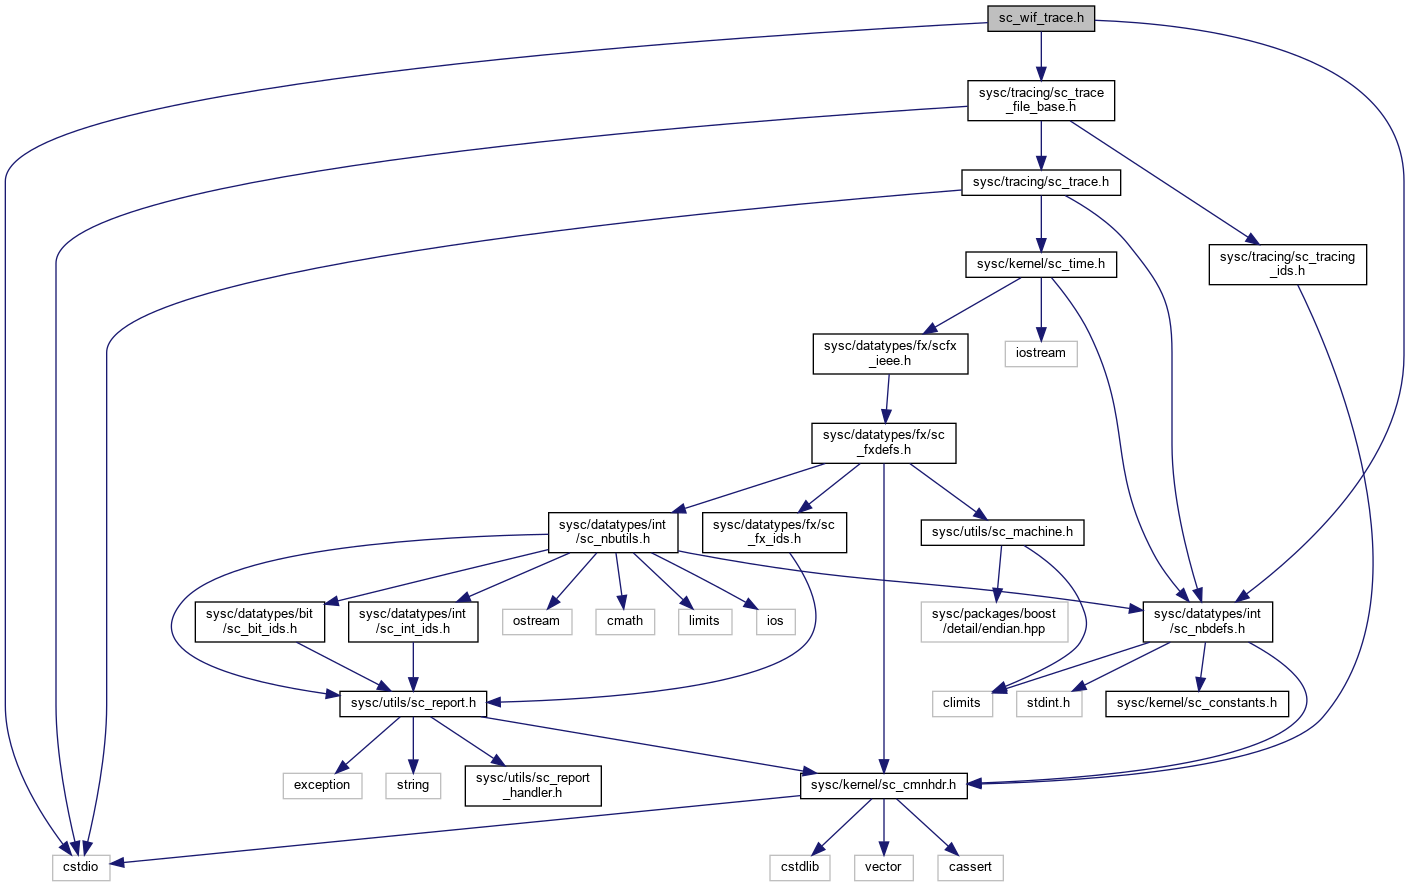 sc_wif_trace.h
sysc/tracing/sc_trace
_file_base.h
sysc/tracing/sc_trace.h
sysc/kernel/sc_time.h
sysc/tracing/sc_tracing
_ids.h
sysc/datatypes/fx/scfx
_ieee.h
iostream
sysc/datatypes/fx/sc
_fxdefs.h
sysc/datatypes/int
/sc_nbutils.h
sysc/datatypes/fx/sc
_fx_ids.h
sysc/utils/sc_machine.h
sysc/datatypes/bit
/sc_bit_ids.h
sysc/datatypes/int
/sc_int_ids.h
ostream
cmath
limits
ios
sysc/packages/boost
/detail/endian.hpp
sysc/datatypes/int
/sc_nbdefs.h
sysc/utils/sc_report.h
climits
stdint.h
sysc/kernel/sc_constants.h
exception
string
sysc/utils/sc_report
_handler.h
sysc/kernel/sc_cmnhdr.h
cstdio
cstdlib
vector
cassert